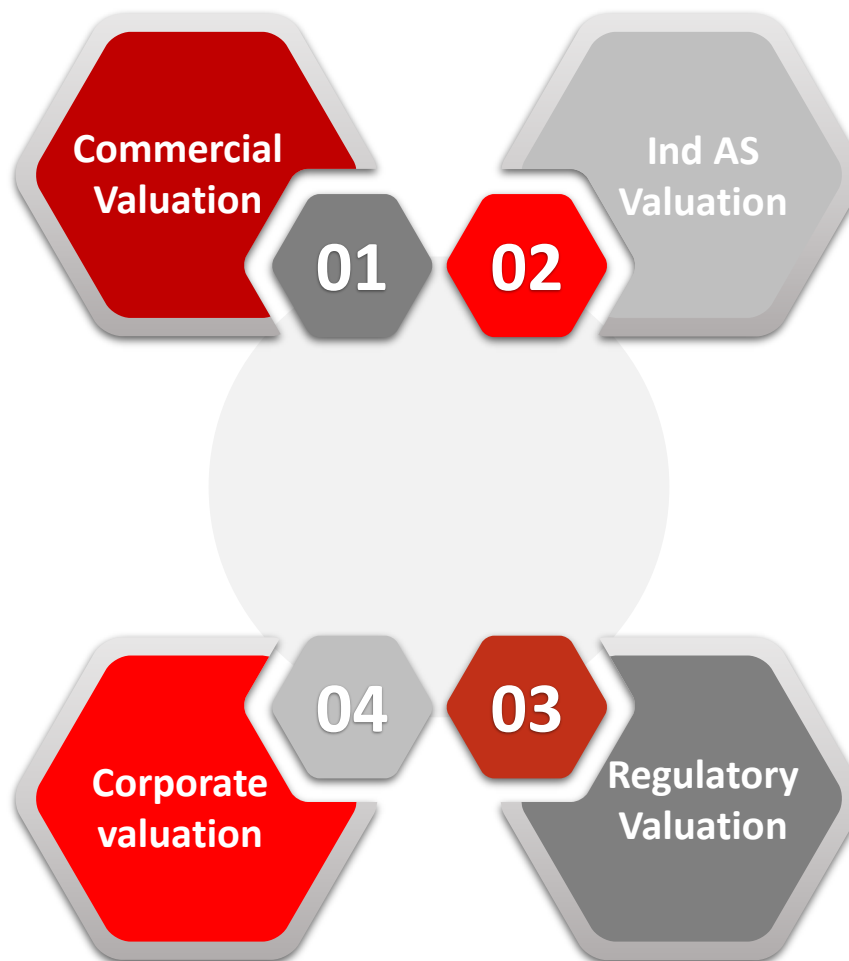 Commercial
Valuation
01
02
Ind AS
Valuation
04
Corporate
valuation
03
Regulatory
Valuation